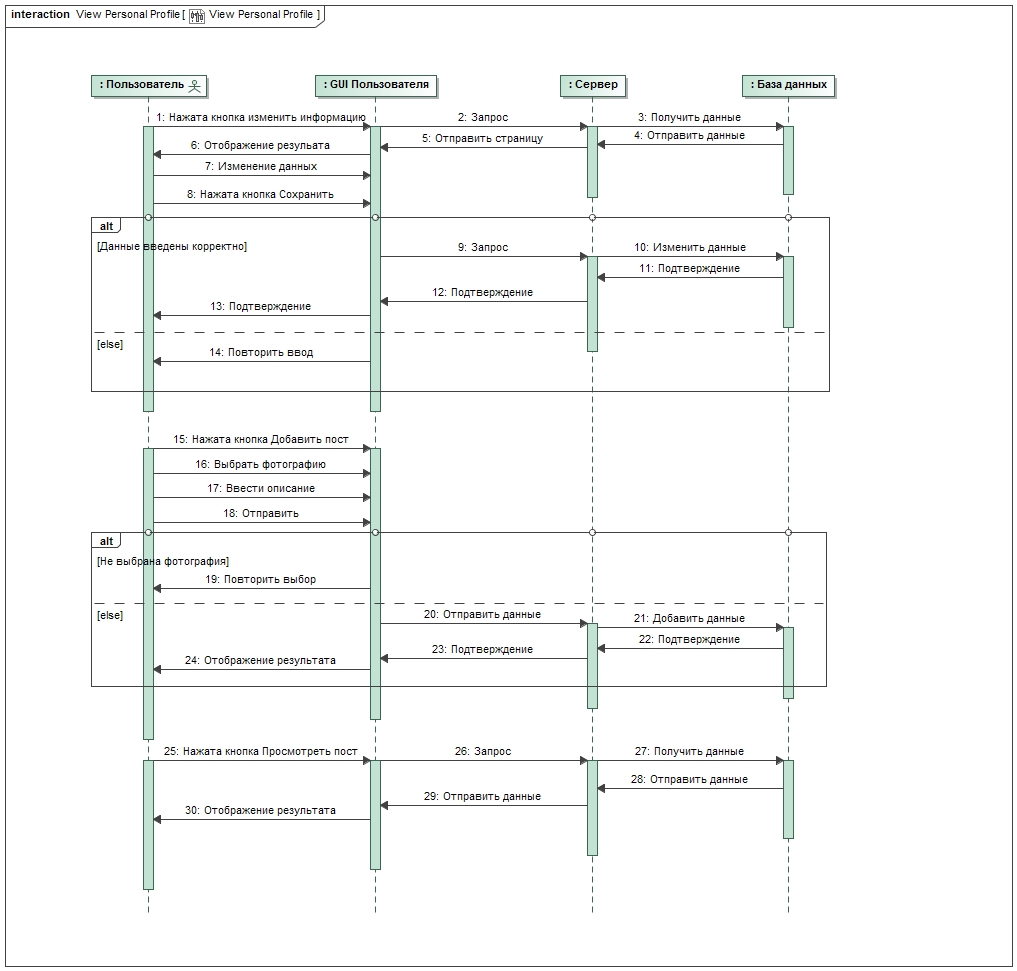 interaction View Personal Profile [ View Personal Profile ]
: Пользователь
: GUI Пользователя
: Сервер
: База данных
1: Нажата кнопка изменить информацию
2: Запрос
3: Получить данные
4: Отправить данные
5: Отправить страницу
6: Отображение резульата
7: Изменение данных
8: Нажата кнопка Сохранить
alt
[Данные введены корректно]
9: Запрос
10: Изменить данные
11: Подтверждение
12: Подтверждение
13: Подтверждение
[else]
14: Повторить ввод
15: Нажата кнопка Добавить пост
16: Выбрать фотографию
17: Ввести описание
18: Отправить
alt
[Не выбрана фотография]
19: Повторить выбор
[else]
20: Отправить данные
21: Добавить данные
22: Подтверждение
23: Подтверждение
24: Отображение результата
25: Нажата кнопка Просмотреть пост
26: Запрос
27: Получить данные
28: Отправить данные
29: Отправить данные
30: Отображение результата